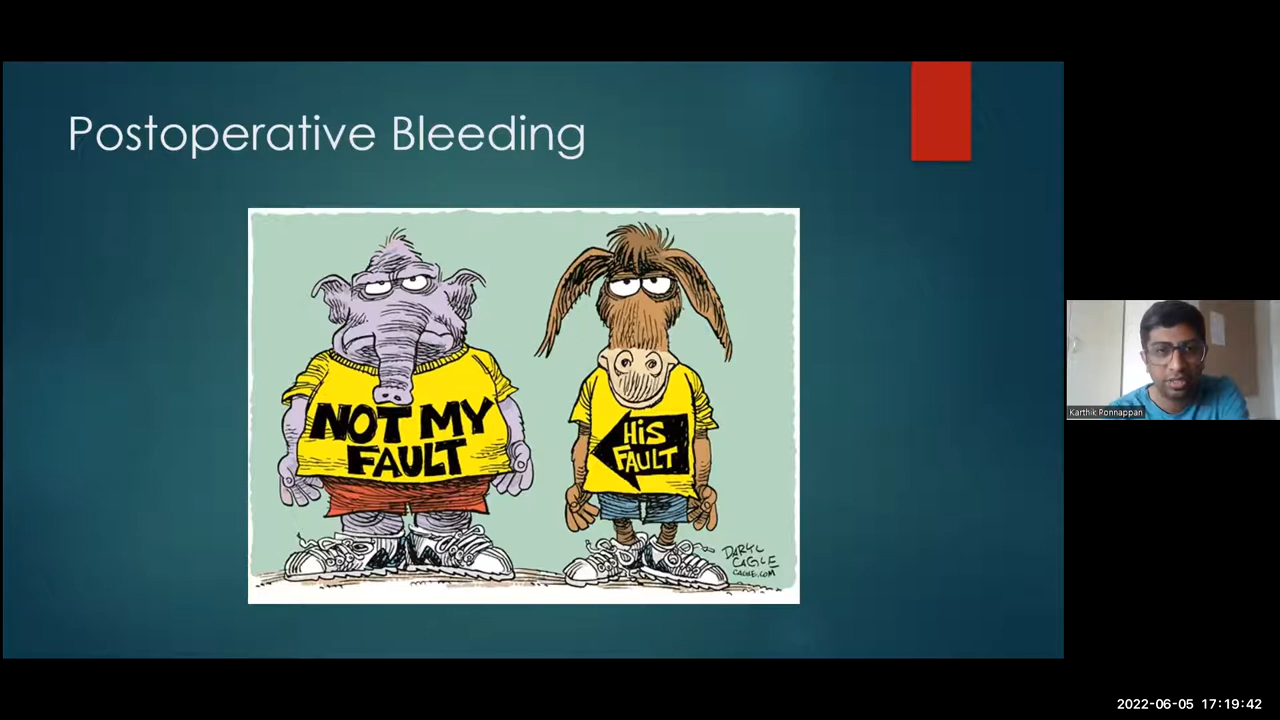 Postoperative Bleeding
NOT MY
FAULT
HIS
FAULT
DARYL
CAGLE
CAGLE.COM
Karthik Ponnappan
2022-06-05 17:19:42